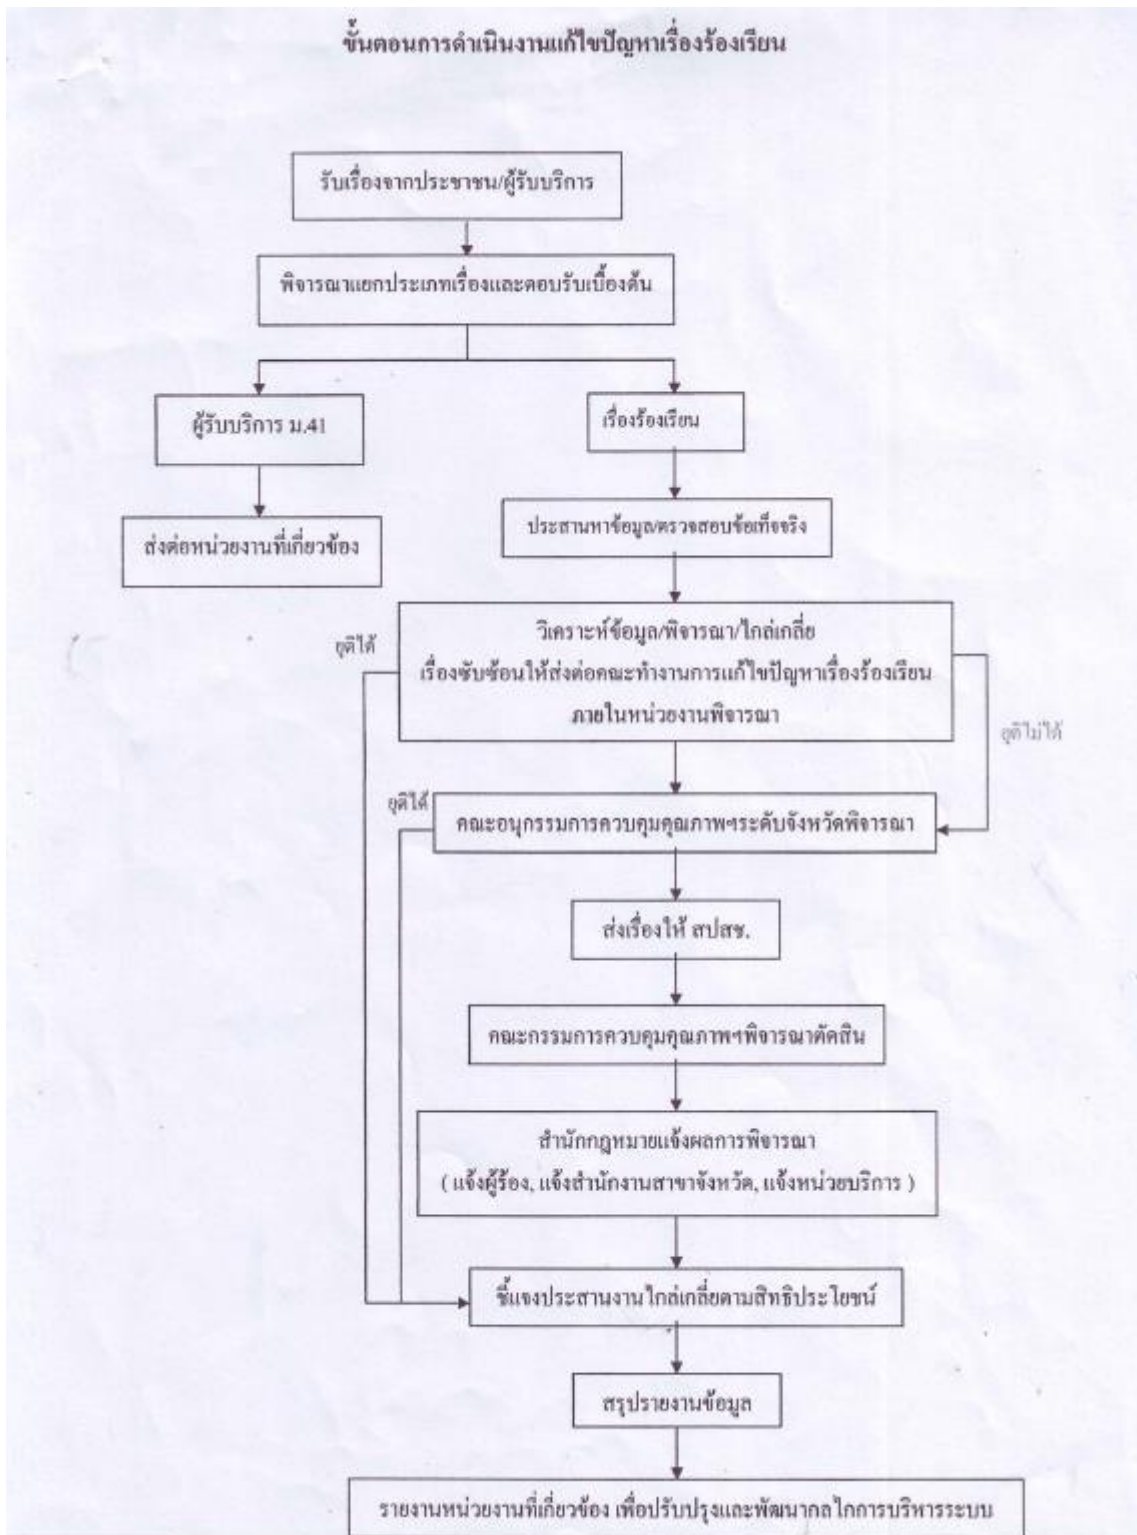 ขั้นตอนการดำเนินงานแก้ไขปัญหาเรื่องร้องเรียน
รับเรื่องจากประชาชน/ผู้รับบริการ
พิจารณาแยกประเภทเรื่องและตอบรับเบื้องต้น
ผู้รับบริการ ม.41
เรื่องร้องเรียน
ส่งต่อหน่วยงานที่เกี่ยวข้อง
ประสานหาข้อมูล/ตรวจสอบข้อเท็จจริง
วิเคราะห์ข้อมูล/พิจารณา/ไกล่เกลี่ย
เรื่องซับซ้อนให้ส่งต่อคณะทำงานการแก้ไขปัญหาเรื่องร้องเรียน
ภายในหน่วยงานพิจารณา
ยุติได้
ยุติไม่ได้
ยุติได้
คณะอนุกรรมการควบคุมคุณภาพฯระดับจังหวัดพิจารณา
ส่งเรื่องให้ สปสช.
คณะกรรมการควบคุมคุณภาพฯพิจารณาตัดสิน
สำนักกฎหมายแจ้งผลการพิจารณา
( แจ้งผู้ร้อง, แจ้งสำนักงานสาขาจังหวัด, แจ้งหน่วยบริการ )
ชี้แจงประสานงานไกล่เกลี่ยตามสิทธิประโยชน์
สรุปรายงานข้อมูล
รายงานหน่วยงานที่เกี่ยวข้อง เพื่อปรับปรุงและพัฒนากลไกการบริหารระบบ